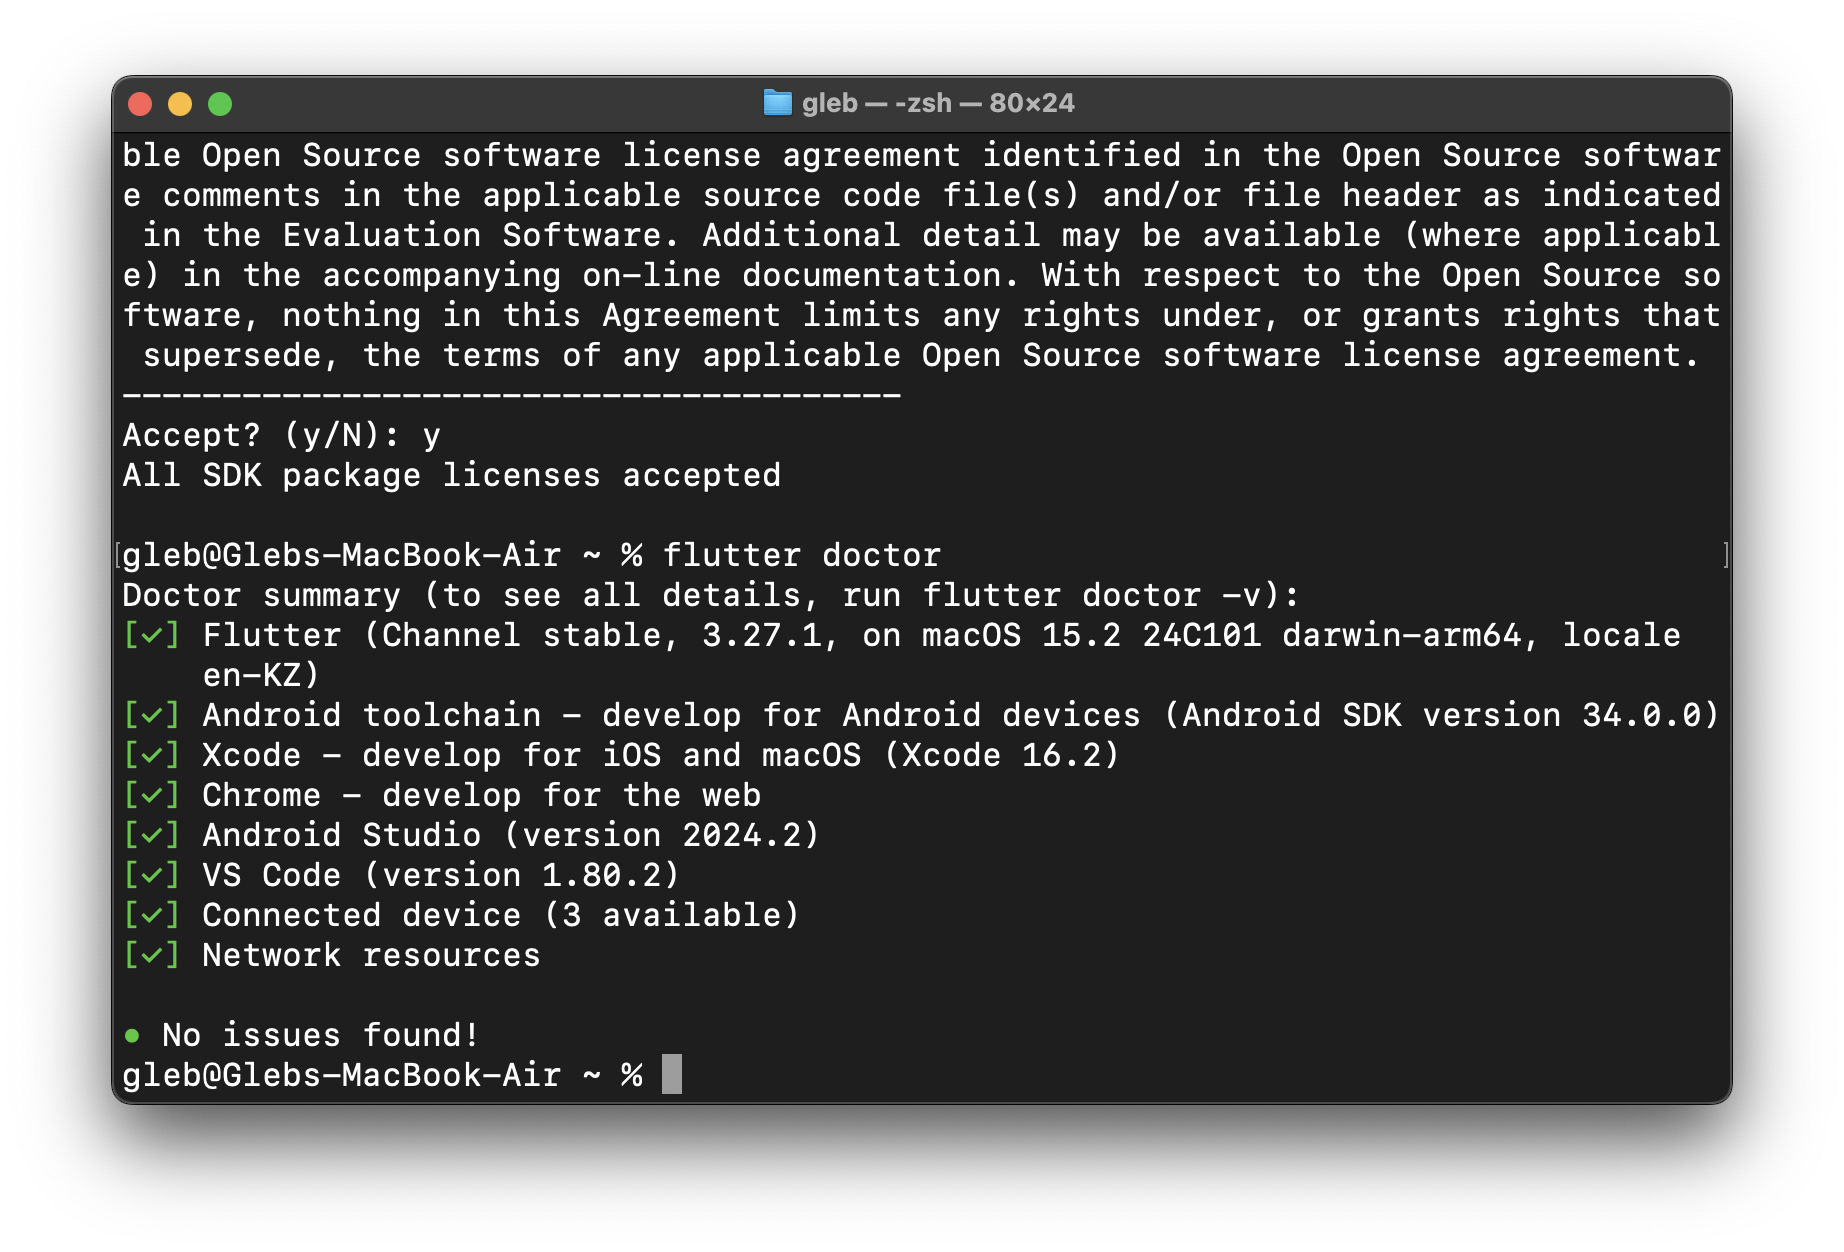 gleb — -zsh — 80×24
ble Open Source software license agreement identified in the Open Source softwar
e comments in the applicable source code file(s) and/or file header as indicated
 in the Evaluation Software. Additional detail may be available (where applicabl
e) in the accompanying on-line documentation. With respect to the Open Source so
ftware, nothing in this Agreement limits any rights under, or grants rights that
 supersede, the terms of any applicable Open Source software license agreement.
---------------------------------------
Accept? (y/N): y
All SDK package licenses accepted
[gleb@Glebs-MacBook-Air ~ % flutter doctor ]
Doctor summary (to see all details, run flutter doctor -v):
[✓] Flutter (Channel stable, 3.27.1, on macOS 15.2 24C101 darwin-arm64, locale
    en-KZ)
[✓] Android toolchain - develop for Android devices (Android SDK version 34.0.0)
[✓] Xcode - develop for iOS and macOS (Xcode 16.2)
[✓] Chrome - develop for the web
[✓] Android Studio (version 2024.2)
[✓] VS Code (version 1.80.2)
[✓] Connected device (3 available)
[✓] Network resources
• No issues found!
gleb@Glebs-MacBook-Air ~ %